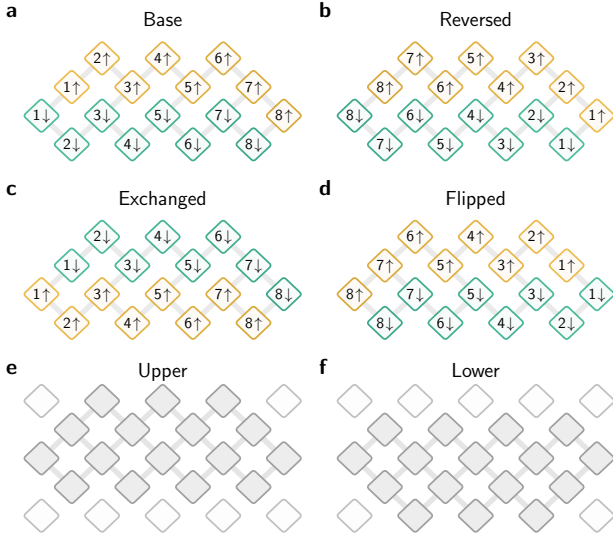 a Base
2↑ 4↑ 6↑
1↑ 3↑ 5↑ 7↑
1↓ 3↓ 5↓ 7↓ 8↑
2↓ 4↓ 6↓ 8↓
b Reversed
7↑ 5↑ 3↑
8↑ 6↑ 4↑ 2↑
8↓ 6↓ 4↓ 2↓ 1↑
7↓ 5↓ 3↓ 1↓
c Exchanged
2↓ 4↓ 6↓
1↓ 3↓ 5↓ 7↓
1↑ 3↑ 5↑ 7↑ 8↓
2↑ 4↑ 6↑ 8↑
d Flipped
6↑ 4↑ 2↑
7↑ 5↑ 3↑ 1↑
8↑ 7↓ 5↓ 3↓ 1↓
8↓ 6↓ 4↓ 2↓
e Upper
f Lower